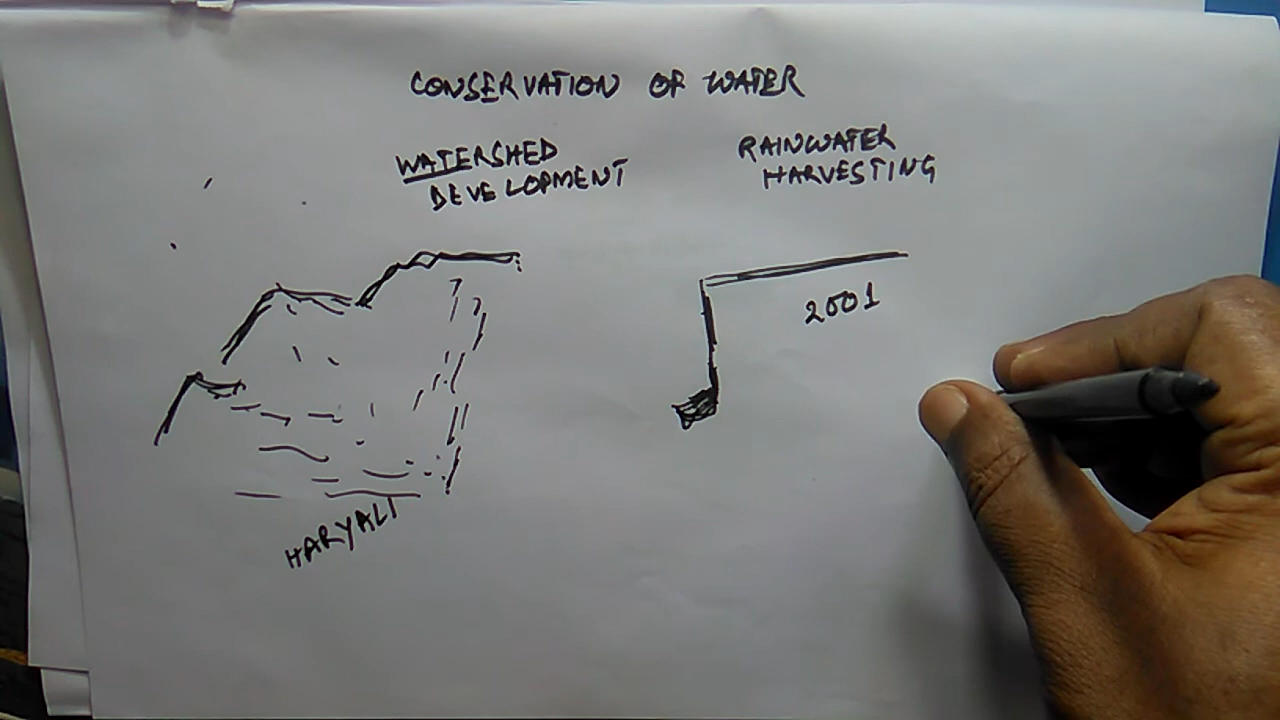 CONSERVATION OF WATER
WATERSHED
DEVELOPMENT
RAINWATER
HARVESTING
2001
HARYALI